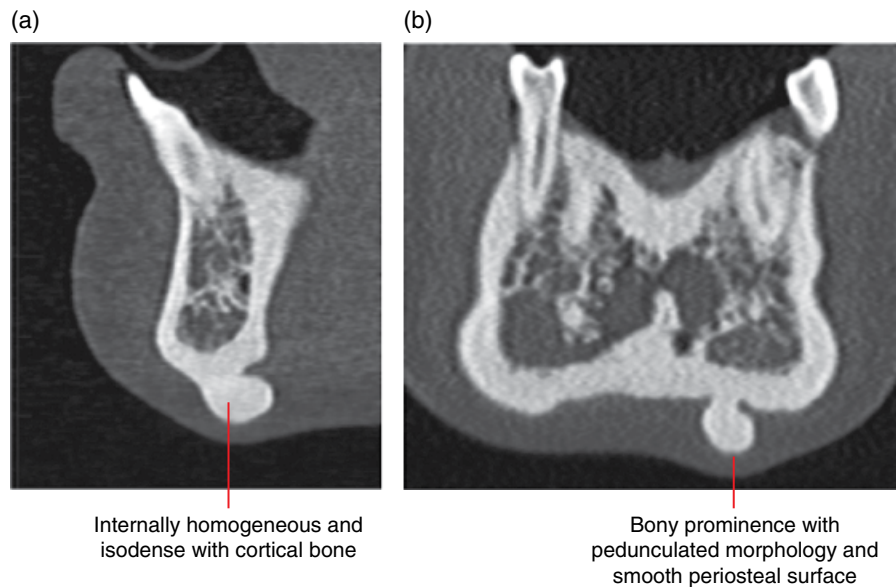 (a)
(b)
Internally homogeneous and
isodense with cortical bone
Bony prominence with
pedunculated morphology and
smooth periosteal surface